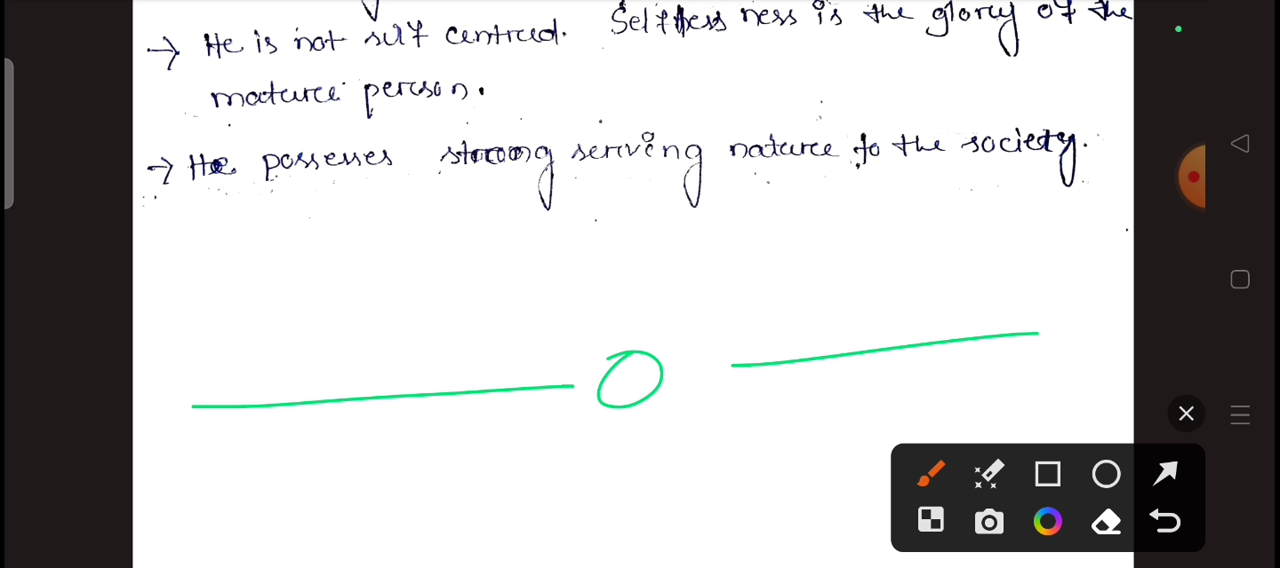 → He is not self centred. Selfless ness is the glory of the
mature person.
→ He possesses strong serving nature to the society.